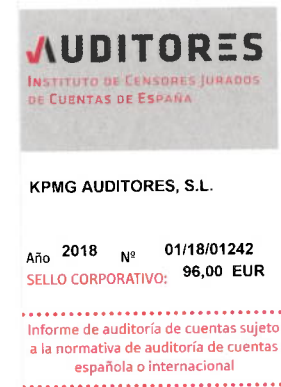 AUDITORES
INSTITUTO DE CENSORES JURADOS
DE CUENTAS DE ESPAÑA
KPMG AUDITORES, S.L.
Año 2018 Nº 01/18/01242
SELLO CORPORATIVO: 96,00 EUR
Informe de auditoría de cuentas sujeto
a la normativa de auditoría de cuentas
española o internacional